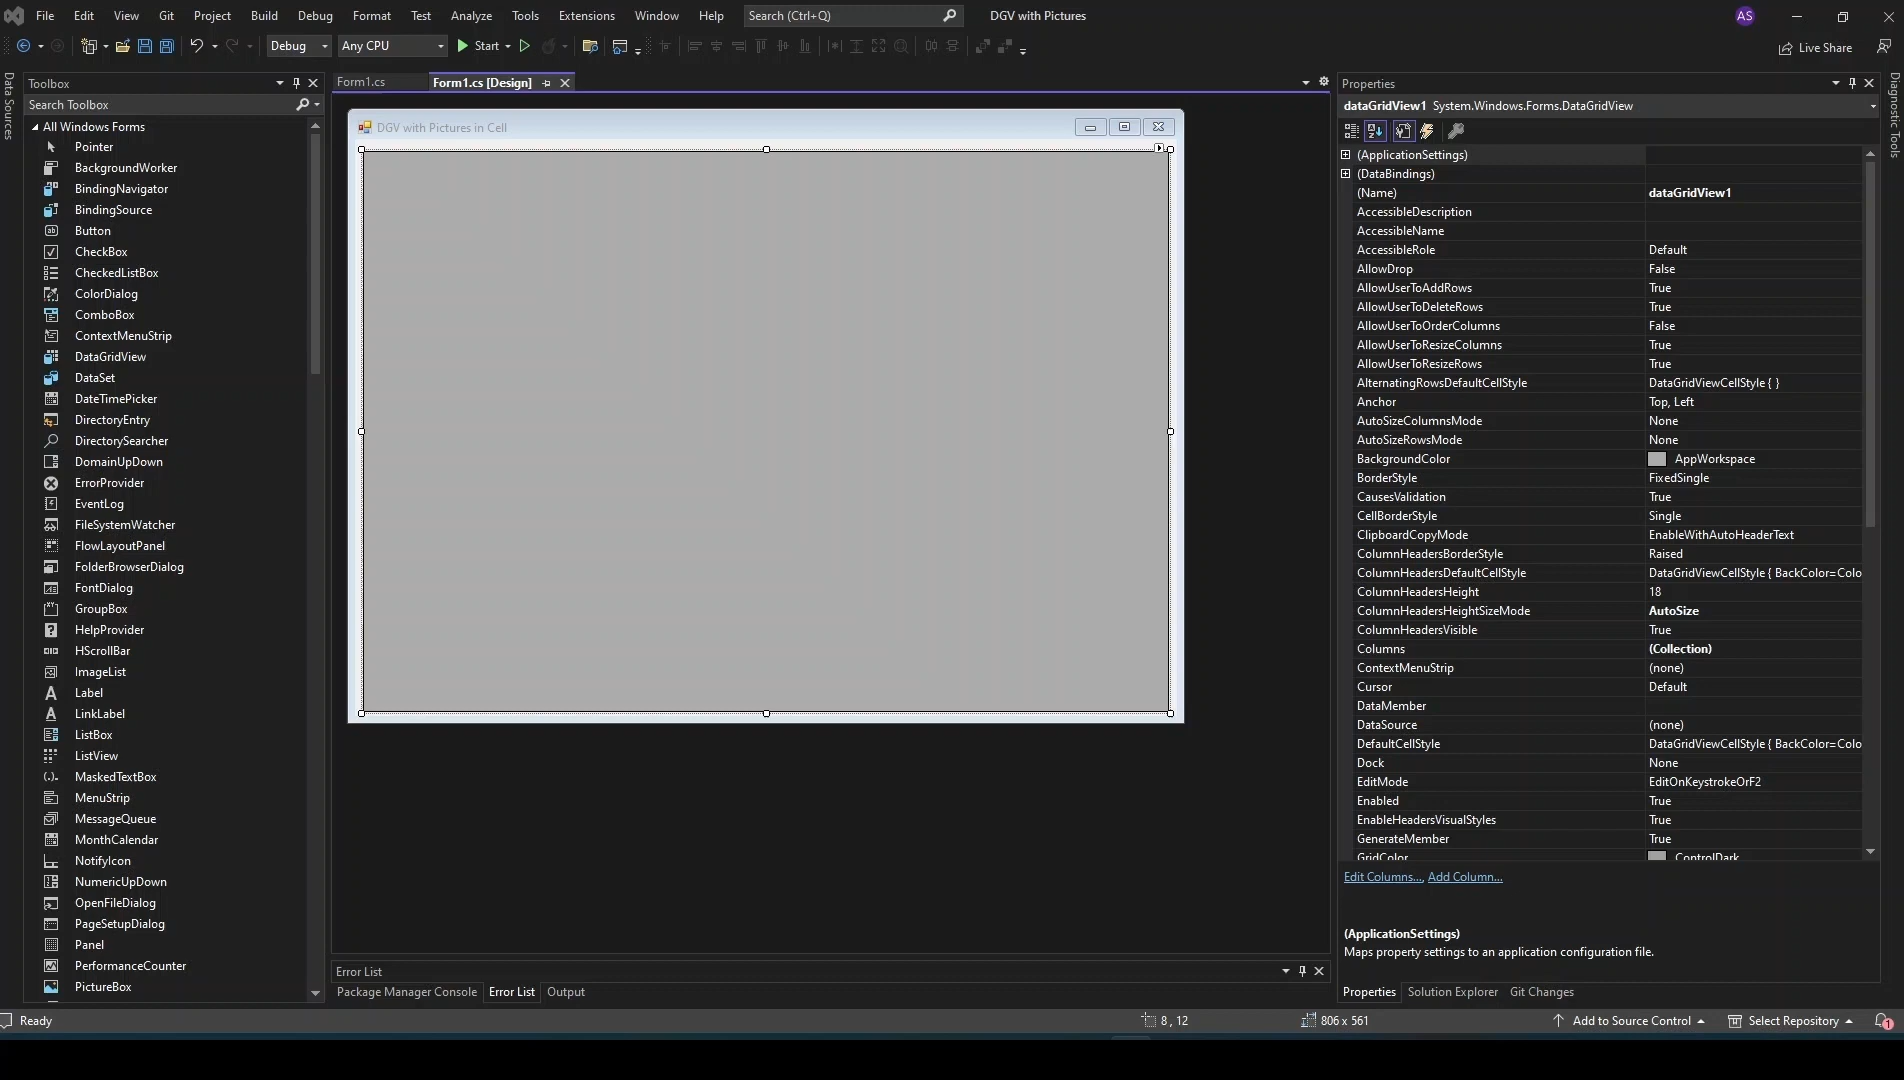 File Edit View Git Project Build Debug Format Test Analyze Tools Extensions Window Help Search (Ctrl+Q) DGV with Pictures AS
Debug Any CPU Start Live Share
Data Sources
Toolbox
Search Toolbox
All Windows Forms
Pointer
BackgroundWorker
BindingNavigator
BindingSource
Button
CheckBox
CheckedListBox
ColorDialog
ComboBox
ContextMenuStrip
DataGridView
DataSet
DateTimePicker
DirectoryEntry
DirectorySearcher
DomainUpDown
ErrorProvider
EventLog
FileSystemWatcher
FlowLayoutPanel
FolderBrowserDialog
FontDialog
GroupBox
HelpProvider
HScrollBar
ImageList
Label
LinkLabel
ListBox
ListView
MaskedTextBox
MenuStrip
MessageQueue
MonthCalendar
NotifyIcon
NumericUpDown
OpenFileDialog
PageSetupDialog
Panel
PerformanceCounter
PictureBox
Form1.cs Form1.cs [Design]
DGV with Pictures in Cell
Error List
Package Manager Console Error List Output
Properties
dataGridView1 System.Windows.Forms.DataGridView
(ApplicationSettings)
(DataBindings)
(Name) dataGridView1
AccessibleDescription
AccessibleName
AccessibleRole Default
AllowDrop False
AllowUserToAddRows True
AllowUserToDeleteRows True
AllowUserToOrderColumns False
AllowUserToResizeColumns True
AllowUserToResizeRows True
AlternatingRowsDefaultCellStyle DataGridViewCellStyle { }
Anchor Top, Left
AutoSizeColumnsMode None
AutoSizeRowsMode None
BackgroundColor AppWorkspace
BorderStyle FixedSingle
CausesValidation True
CellBorderStyle Single
ClipboardCopyMode EnableWithAutoHeaderText
ColumnHeadersBorderStyle Raised
ColumnHeadersDefaultCellStyle DataGridViewCellStyle { BackColor=Colo
ColumnHeadersHeight 18
ColumnHeadersHeightSizeMode AutoSize
ColumnHeadersVisible True
Columns (Collection)
ContextMenuStrip (none)
Cursor Default
DataMember
DataSource (none)
DefaultCellStyle DataGridViewCellStyle { BackColor=Colo
Dock None
EditMode EditOnKeystrokeOrF2
Enabled True
EnableHeadersVisualStyles True
GenerateMember True
GridColor ControlDark
Edit Columns..., Add Column...
(ApplicationSettings)
Maps property settings to an application configuration file.
Properties Solution Explorer Git Changes
Diagnostic Tools
Ready 8 , 12 806 x 561 Add to Source Control Select Repository 1